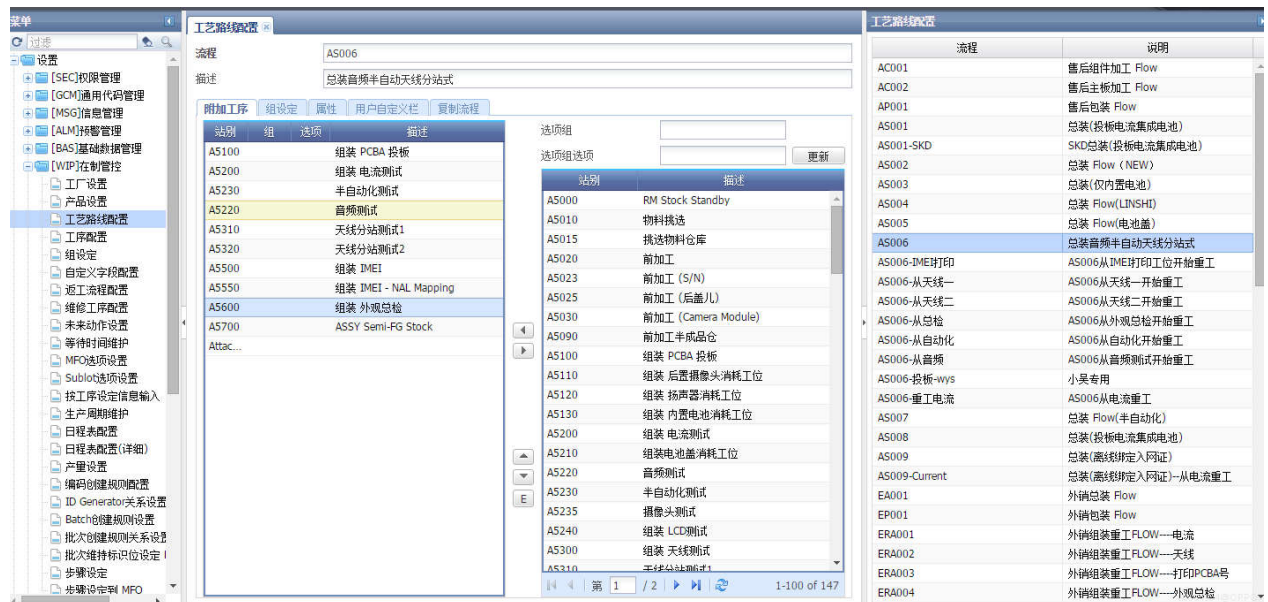 菜单
过滤
设置
[SEC]权限管理
[GCM]通用代码管理
[MSG]信息管理
[ALM]预警管理
[BAS]基础数据管理
[WIP]在制管控
工厂设置
产品设置
工艺路线配置
工序配置
组设定
自定义字段配置
返工流程配置
维修工序配置
未来动作设置
等待时间维护
MFO选项设置
Sublot选项设置
按工序设定信息输入
生产周期维护
日程表配置
日程表配置(详细)
产量设置
编码创建规则配置
ID Generator关系设置
Batch创建规则设置
批次创建规则关系设置
批次维持标识位设定
步骤设定
步骤设定到 MFO
工艺路线配置
流程 AS006
描述 总装音频半自动天线分站式
附加工序 组设定 属性 用户自定义栏 复制流程
站别 组 选项 描述
A5100 组装 PCBA 投板
A5200 组装 电流测试
A5230 半自动化测试
A5220 音频测试
A5310 天线分站测试1
A5320 天线分站测试2
A5500 组装 IMEI
A5550 组装 IMEI - NAL Mapping
A5600 组装 外观总检
A5700 ASSY Semi-FG Stock
Attac...
选项组
选项组选项 更新
站别 描述
A5000 RM Stock Standby
A5010 物料挑选
A5015 挑选物料仓库
A5020 前加工
A5023 前加工 (S/N)
A5025 前加工 (后盖儿)
A5030 前加工 (Camera Module)
A5090 前加工半成品仓
A5100 组装 PCBA 投板
A5110 组装 后置摄像头消耗工位
A5120 组装 扬声器消耗工位
A5130 组装 内置电池消耗工位
A5200 组装 电流测试
A5210 组装电池盖消耗工位
A5220 音频测试
A5230 半自动化测试
A5235 摄像头测试
A5240 组装 LCD测试
A5300 组装 天线测试
A5310 天线分站测试1
E
第 1 / 2 1-100 of 147
工艺路线配置
流程 说明
AC001 售后组件加工 Flow
AC002 售后主板加工 Flow
AP001 售后包装 Flow
AS001 总装(投板电流集成电池)
AS001-SKD SKD总装(投板电流集成电池)
AS002 总装 Flow (NEW)
AS003 总装(仅内置电池)
AS004 总装 Flow(LINSHI)
AS005 总装 Flow(电池盖)
AS006 总装音频半自动天线分站式
AS006-IMEI打印 AS006从IMEI打印工位开始重工
AS006-从天线一 AS006从天线一开始重工
AS006-从天线二 AS006从天线二开始重工
AS006-从总检 AS006从外观总检开始重工
AS006-从自动化 AS006从自动化开始重工
AS006-从音频 AS006从音频测试开始重工
AS006-投板-wys 小吴专用
AS006-重工电流 AS006从电流重工
AS007 总装 Flow(半自动化)
AS008 总装(投板电流集成电池)
AS009 总装(离线绑定入网证)
AS009-Current 总装(离线绑定入网证)--从电流重工
EA001 外销总装 Flow
EP001 外销包装 Flow
ERA001 外销组装重工FLOW----电流
ERA002 外销组装重工FLOW----天线
ERA003 外销组装重工FLOW----打印PCBA号
ERA004 外销组装重工FLOW----外观总检